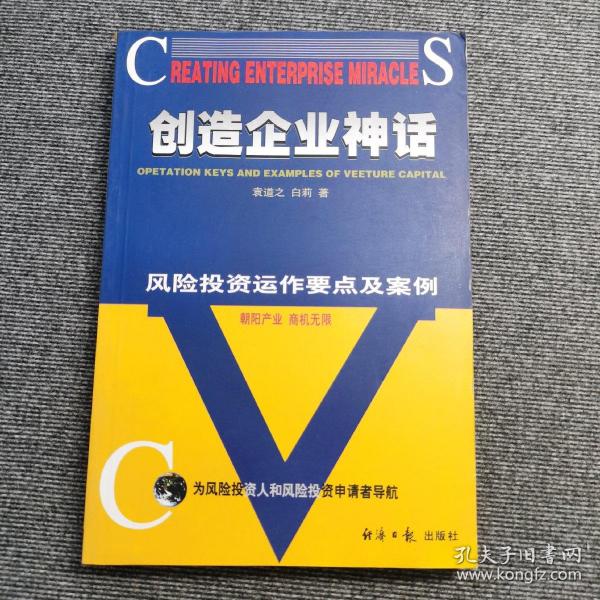 CREATING ENTERPRISE MIRACLES
创造企业神话
OPETATION KEYS AND EXAMPLES OF VEETURE CAPITAL
袁道之 白莉 著
风险投资运作要点及案例
朝阳产业 商机无限
V
C
为风险投资人和风险投资申请者导航
经济日报 出版社
孔夫子旧书网
www.kongfz.com